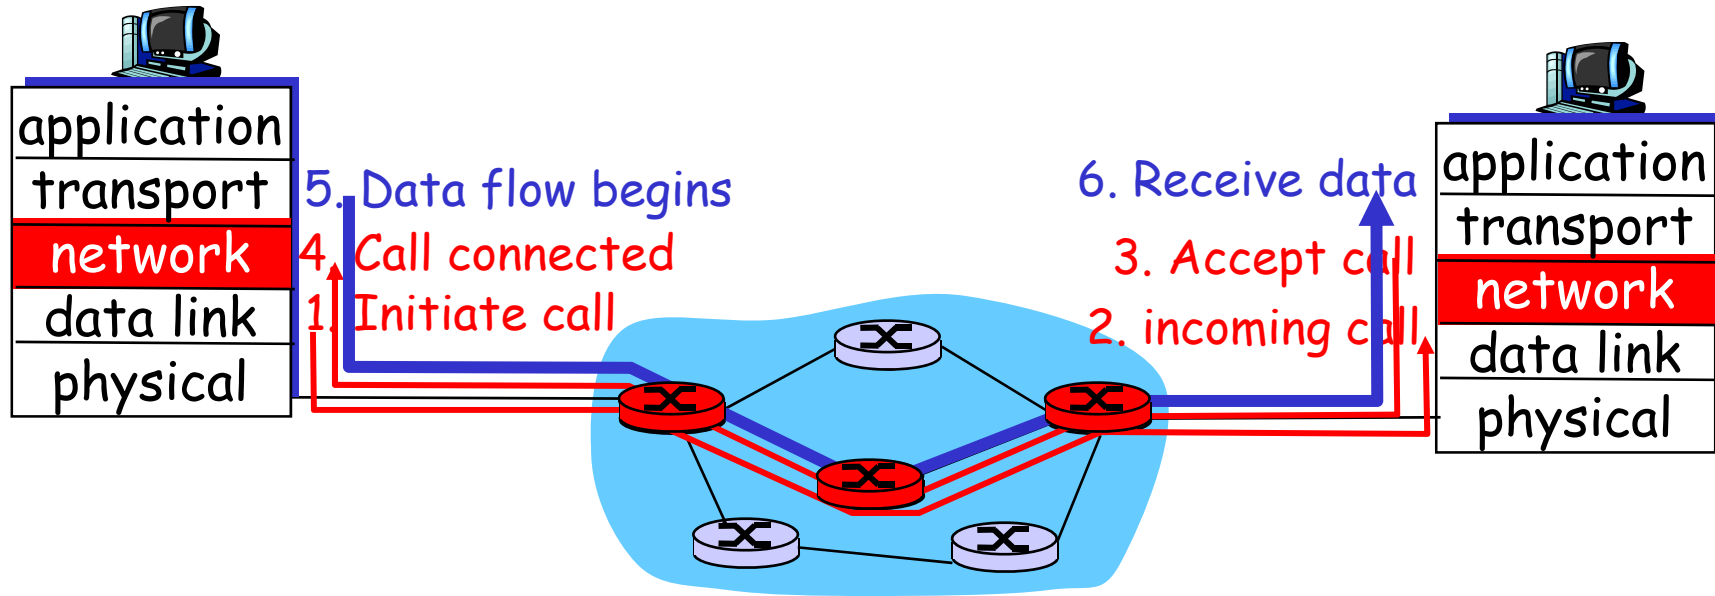 application
transport
network
data link
physical
5. Data flow begins
4. Call connected
1. Initiate call
6. Receive data
3. Accept call
2. incoming call
application
transport
network
data link
physical